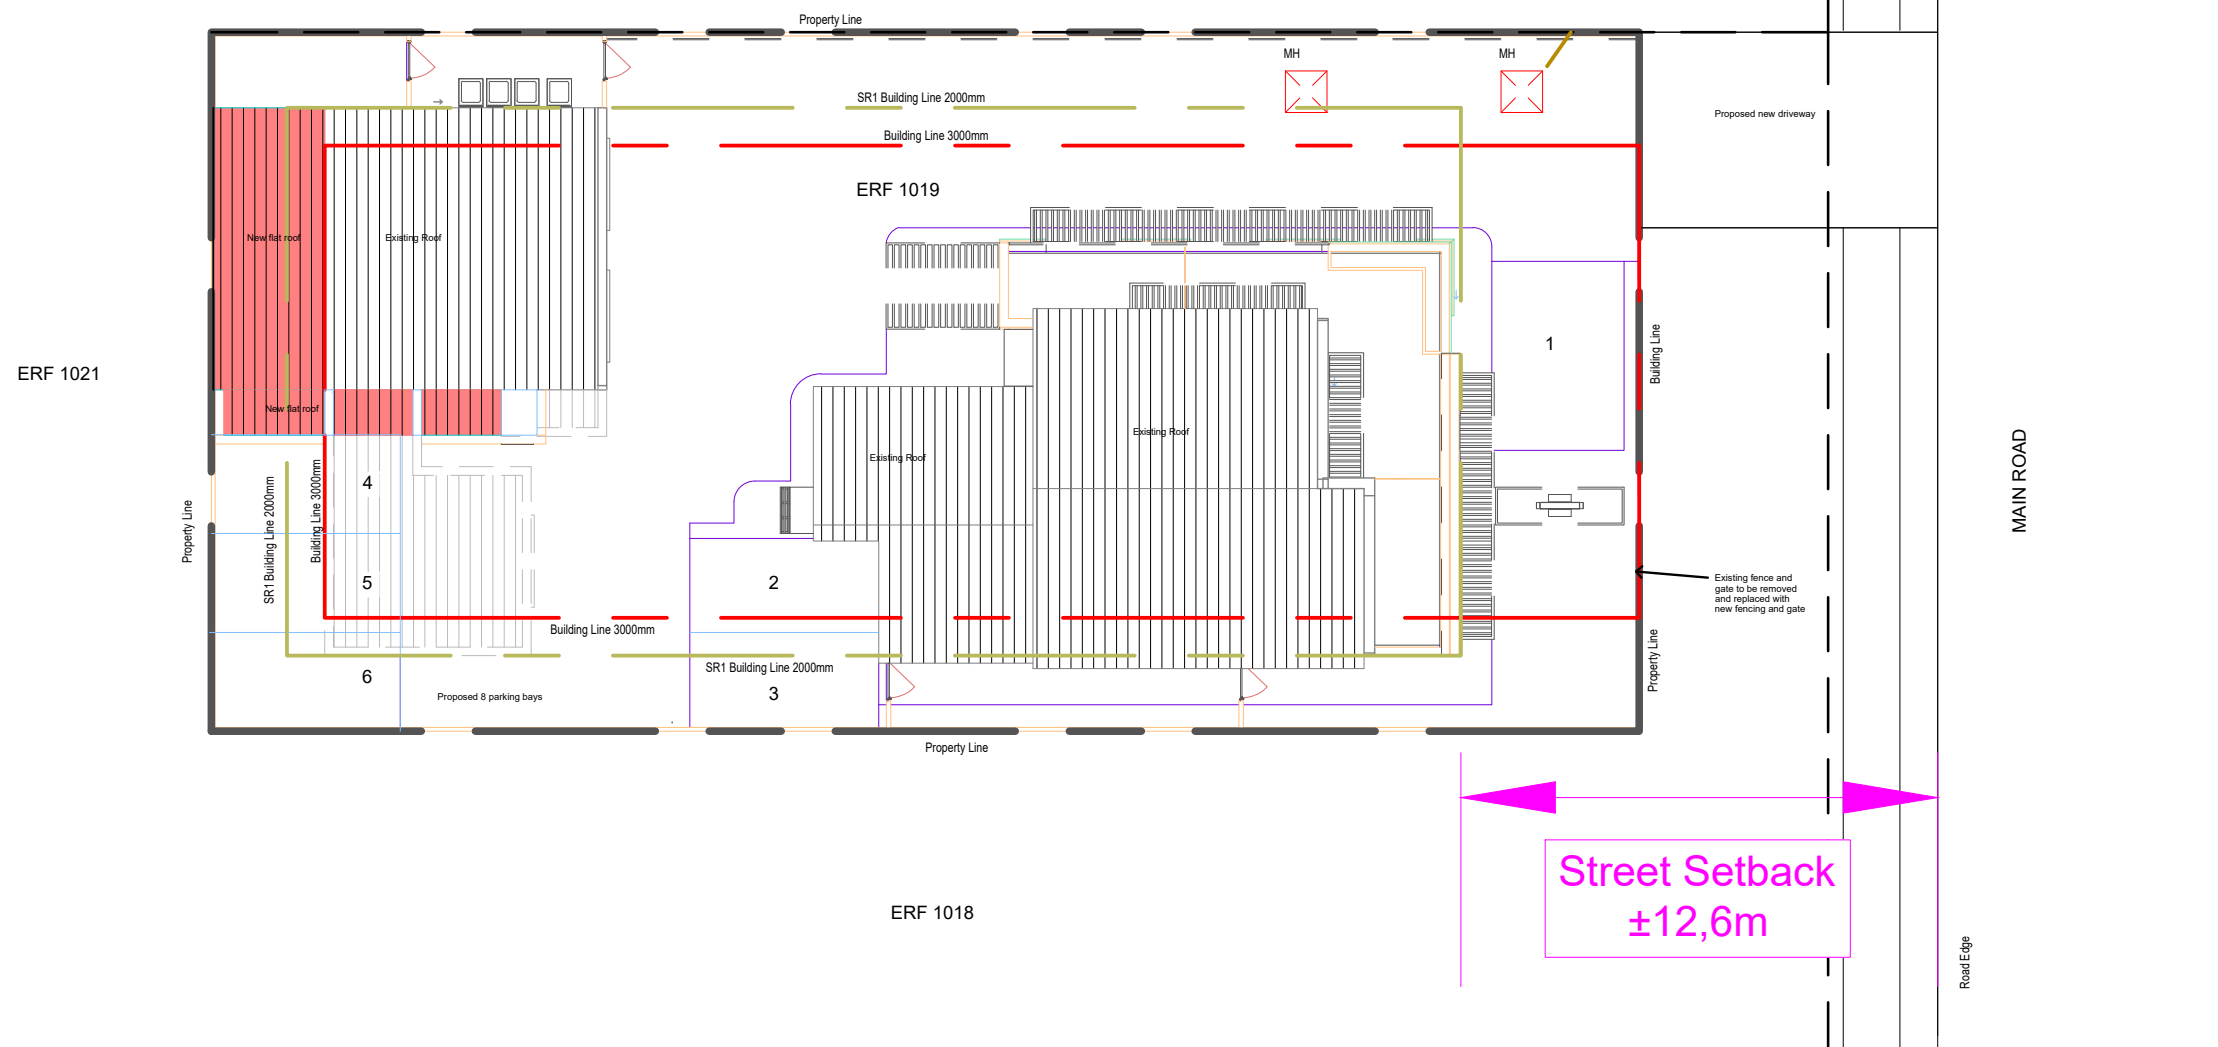 Property Line
MH
MH
SR1 Building Line 2000mm
Proposed new driveway
Building Line 3000mm
ERF 1019
New flat roof
Existing Roof
1
Building Line
ERF 1021
New flat roof
Existing Roof
Existing Roof
MAIN ROAD
4
Property Line
SR1 Building Line 2000mm
Building Line 3000mm
5
2
Existing fence and
gate to be removed
and replaced with
new fencing and gate
Building Line 3000mm
SR1 Building Line 2000mm
Property Line
6
3
Proposed 8 parking bays
Property Line
Street Setback
±12,6m
ERF 1018
Road Edge